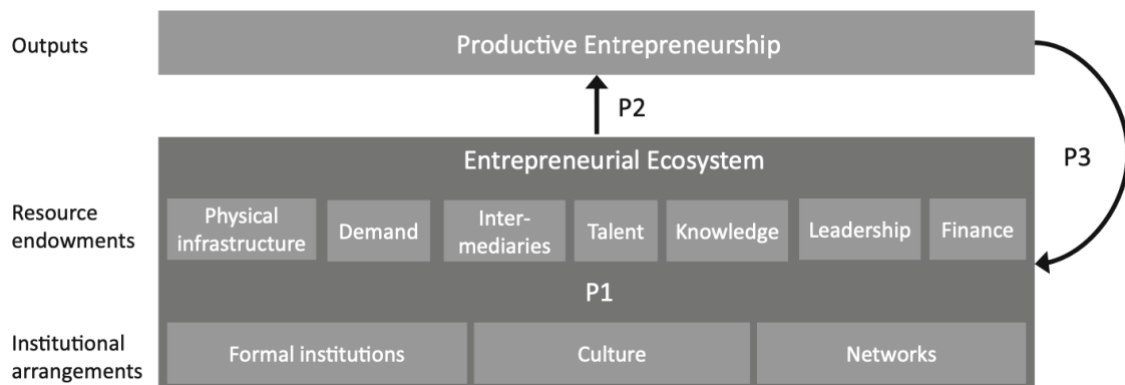 Outputs
Productive Entrepreneurship
P2
P3
Entrepreneurial Ecosystem
Resource
endowments
Physical
infrastructure
Demand
Inter-
mediaries
Talent
Knowledge
Leadership
Finance
P1
Institutional
arrangements
Formal institutions
Culture
Networks